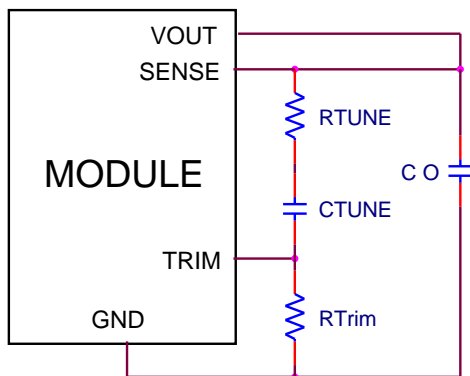 VOUT
SENSE
RTUNE
MODULE
C O
CTUNE
TRIM
GND
RTrim